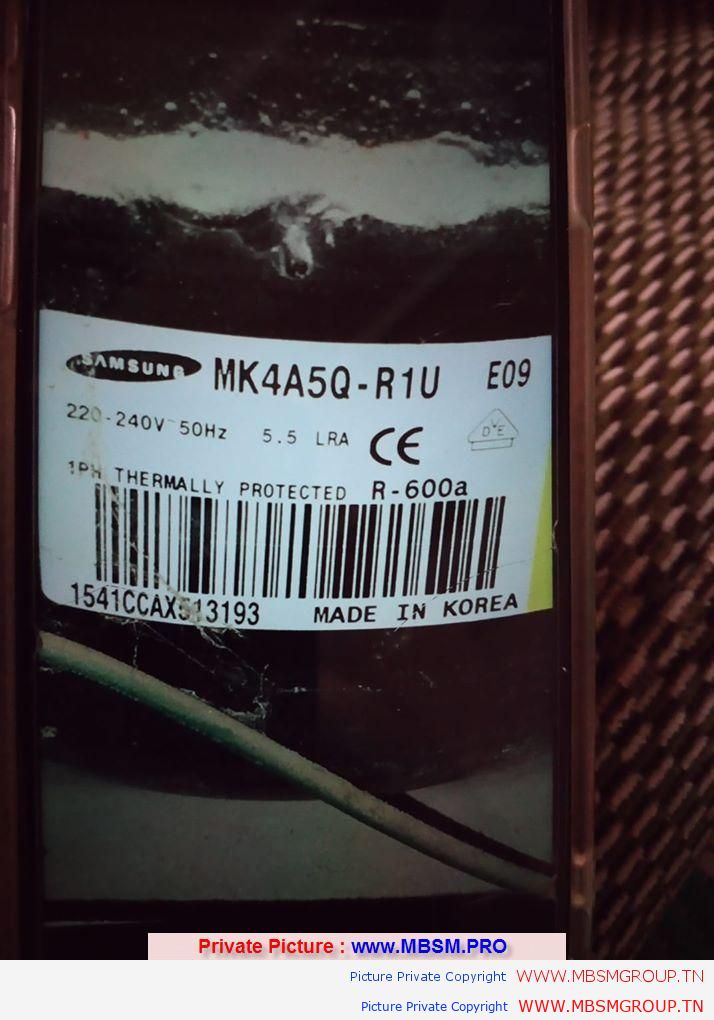 SAMSUNG MK4A5Q-R1U E09
220-240V~50Hz 5.5 LRA CE VDE
1PH THERMALLY PROTECTED R-600a
1541CCAX513193 MADE IN KOREA
Private Picture : www.MBSM.PRO
Picture Private Copyright WWW.MBSMGROUP.TN
Picture Private Copyright WWW.MBSMGROUP.TN